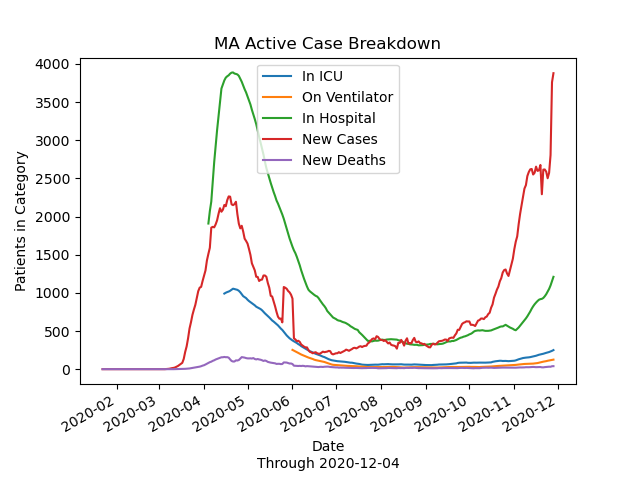 MA Active Case Breakdown
In ICU
On Ventilator
In Hospital
New Cases
New Deaths
Patients in Category
4000
3500
3000
2500
2000
1500
1000
500
0
2020-02
2020-03
2020-04
2020-05
2020-06
2020-07
2020-08
2020-09
2020-10
2020-11
2020-12
Date
Through 2020-12-04